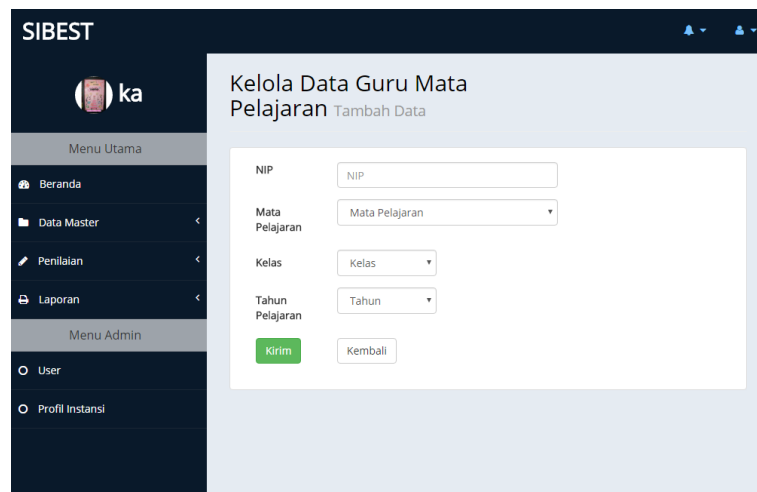 SIBEST
ka
Menu Utama
Beranda
Data Master
Penilaian
Laporan
Menu Admin
User
Profil Instansi
Kelola Data Guru Mata
Pelajaran Tambah Data
NIP
NIP
Mata
Pelajaran
Mata Pelajaran
Kelas
Kelas
Tahun
Pelajaran
Tahun
Kirim
Kembali